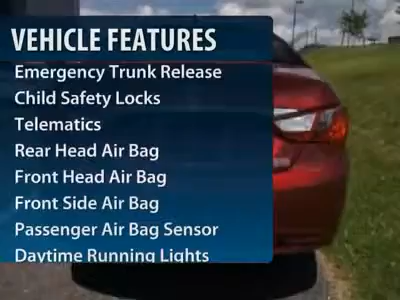 VEHICLE FEATURES
Emergency Trunk Release
Child Safety Locks
Telematics
Rear Head Air Bag
Front Head Air Bag
Front Side Air Bag
Passenger Air Bag Sensor
Daytime Running Lights